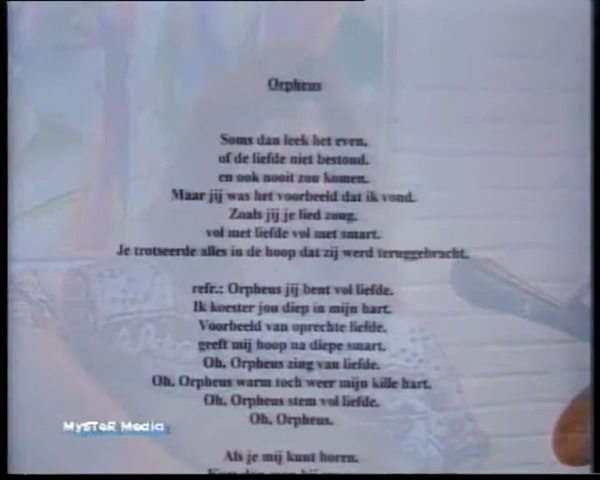 Orpheus
Soms dan leek het even,
of de liefde niet bestond.
en ook nooit zou komen.
Maar jij was het voorbeeld dat ik vond.
Zoals jij je lied zong.
vol met liefde vol met smart.
Je trotseerde alles in de hoop dat zij werd teruggebracht.
refr.: Orpheus jij bent vol liefde.
Ik koester jou diep in mijn hart.
Voorbeeld van oprechte liefde.
geeft mij hoop na diepe smart.
Oh, Orpheus zing van liefde.
Oh, Orpheus warm toch weer mijn kille hart.
Oh, Orpheus stem vol liefde.
Oh, Orpheus.
Als je mij kunt horen.
MySTeR Media